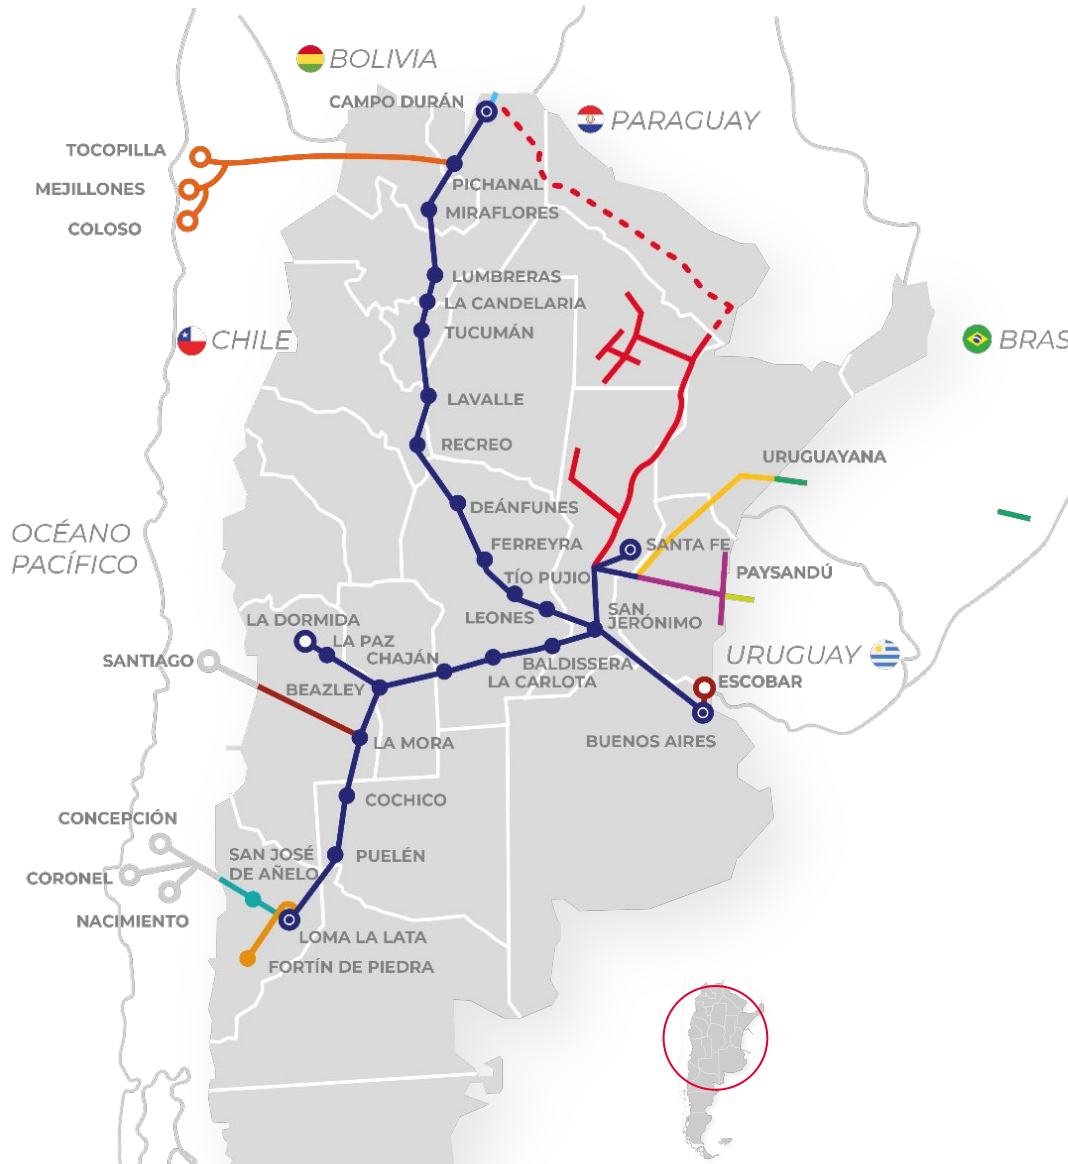 BOLIVIA
CAMPO DURÁN
PARAGUAY
TOCOPILLA
PICHANAL
MEJILLONES
MIRAFLORES
COLOSO
LUMBRERAS
LA CANDELARIA
TUCUMÁN
CHILE
BRAS
LAVALLE
RECREO
URUGUAYANA
DEÁNFUNES
OCÉANO
PACÍFICO
FERREYRA
SANTA FE
TÍO PUJIO
PAYSANDÚ
LEONES
SAN
JERÓNIMO
LA DORMIDA
LA PAZ
CHAJÁN
SANTIAGO
BALDISSERA
URUGUAY
LA CARLOTA
ESCOBAR
BEAZLEY
LA MORA
BUENOS AIRES
COCHICO
CONCEPCIÓN
SAN JOSÉ
DE AÑELO
PUELÉN
CORONEL
NACIMIENTO
LOMA LA LATA
FORTÍN DE PIEDRA